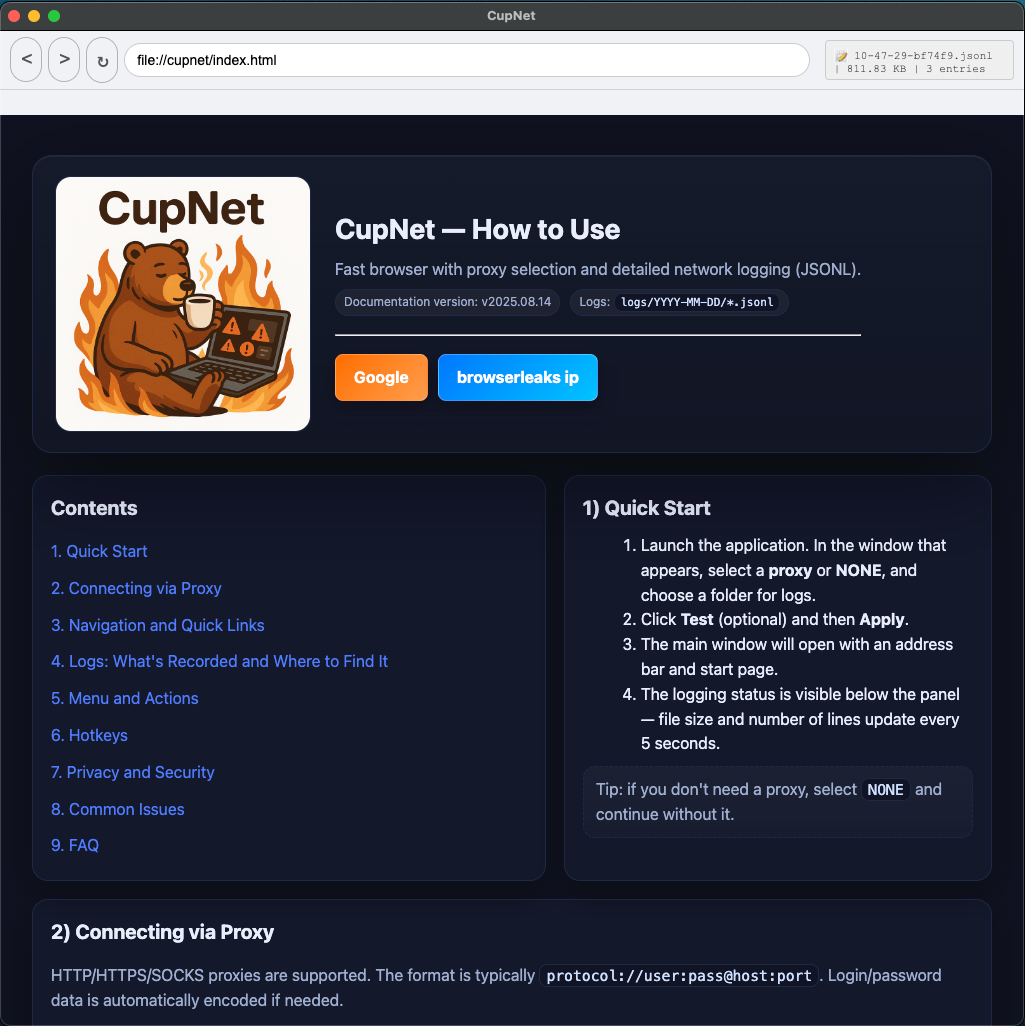 CupNet
<
>
↻
file://cupnet/index.html
📝 10-47-29-bf74f9.jsonl
| 811.83 KB | 3 entries
CupNet
CupNet — How to Use
Fast browser with proxy selection and detailed network logging (JSONL).
Documentation version: v2025.08.14
Logs: logs/YYYY-MM-DD/*.jsonl
Google
browserleaks ip
Contents
1. Quick Start
2. Connecting via Proxy
3. Navigation and Quick Links
4. Logs: What's Recorded and Where to Find It
5. Menu and Actions
6. Hotkeys
7. Privacy and Security
8. Common Issues
9. FAQ
1) Quick Start
1. Launch the application. In the window that
appears, select a proxy or NONE, and
choose a folder for logs.
2. Click Test (optional) and then Apply.
3. The main window will open with an address
bar and start page.
4. The logging status is visible below the panel
— file size and number of lines update every
5 seconds.
Tip: if you don't need a proxy, select NONE and
continue without it.
2) Connecting via Proxy
HTTP/HTTPS/SOCKS proxies are supported. The format is typically protocol://user:pass@host:port. Login/password
data is automatically encoded if needed.